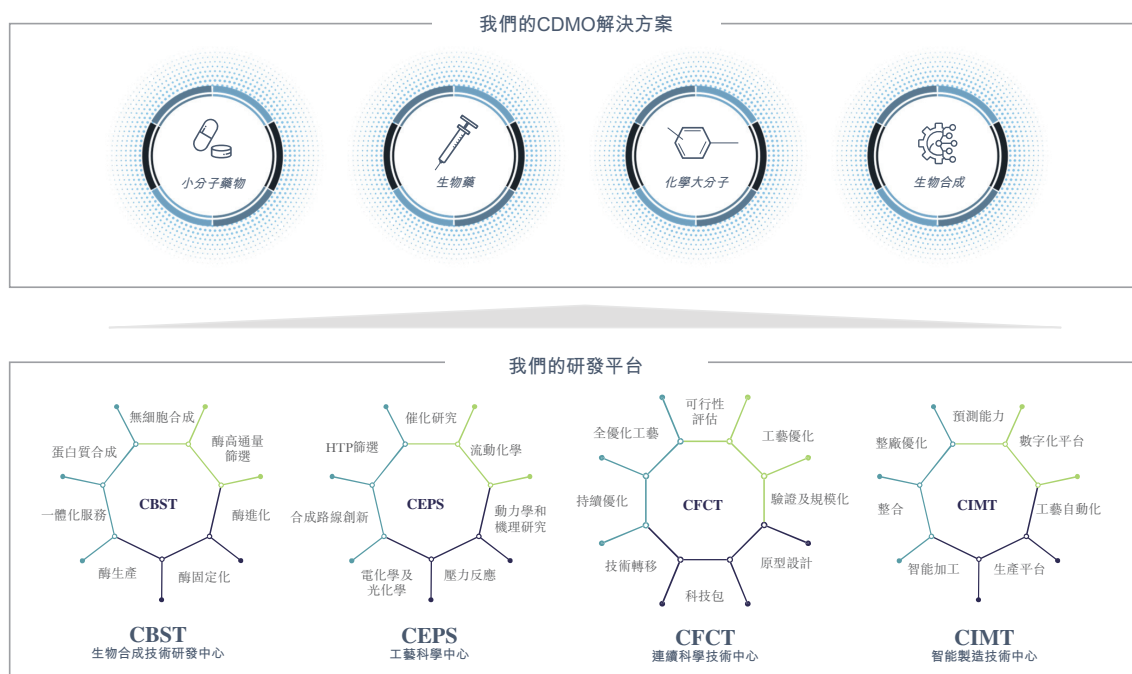 我們的CDMO解決方案
小分子藥物
生物藥
化學大分子
生物合成
我們的研發平台
無細胞合成
蛋白質合成
酶高通量
篩選
CBST
一體化服務
酶進化
酶生產
酶固定化
CBST
生物合成技術研發中心
催化研究
HTP篩選
流動化學
CEPS
合成路線創新
動力學和
機理研究
電化學及
光化學
壓力反應
CEPS
工藝科學中心
可行性
評估
全優化工藝
工藝優化
CFCT
持續優化
驗證及規模化
技術轉移
原型設計
科技包
CFCT
連續科學技術中心
預測能力
整廠優化
數字化平台
CIMT
整合
工藝自動化
智能加工
生產平台
CIMT
智能製造技術中心